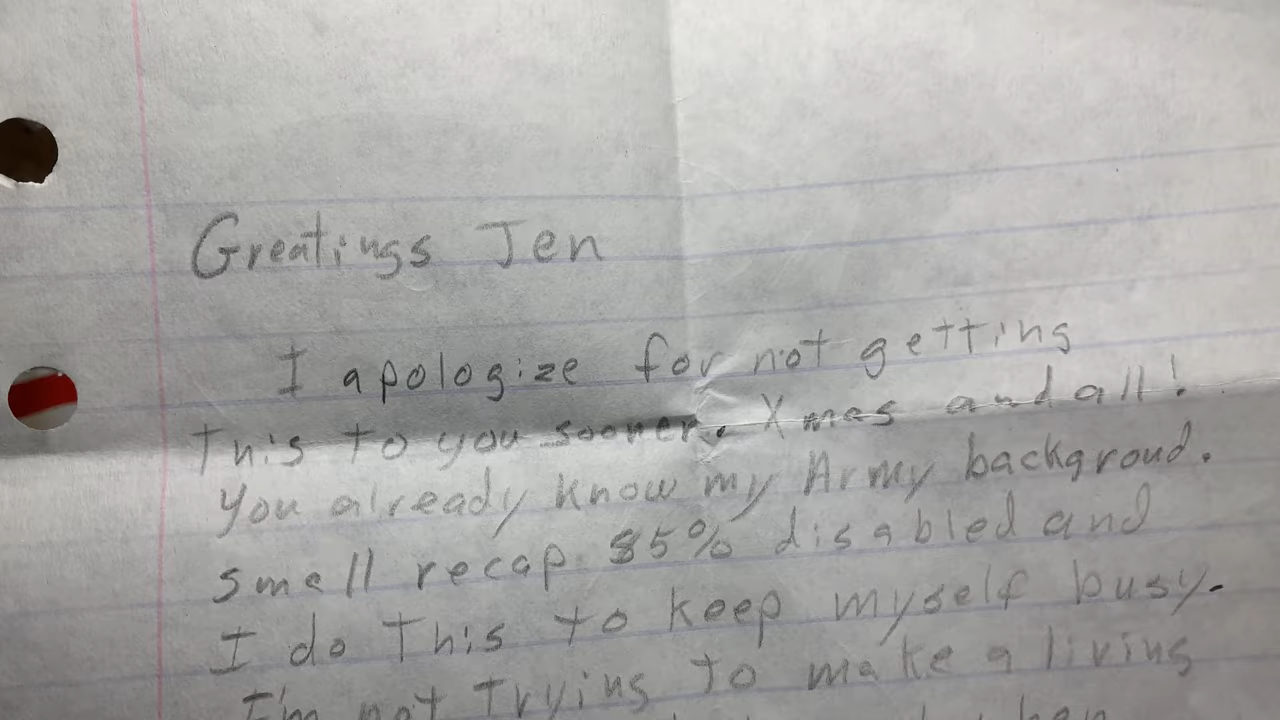 Greatings Jen
I apologize for not getting
this to you sooner. Xmas and all!
You already know my Army backgroud.
small recap 85% disabled and
I do This to keep myself busy.
I'm not Trying To make a living